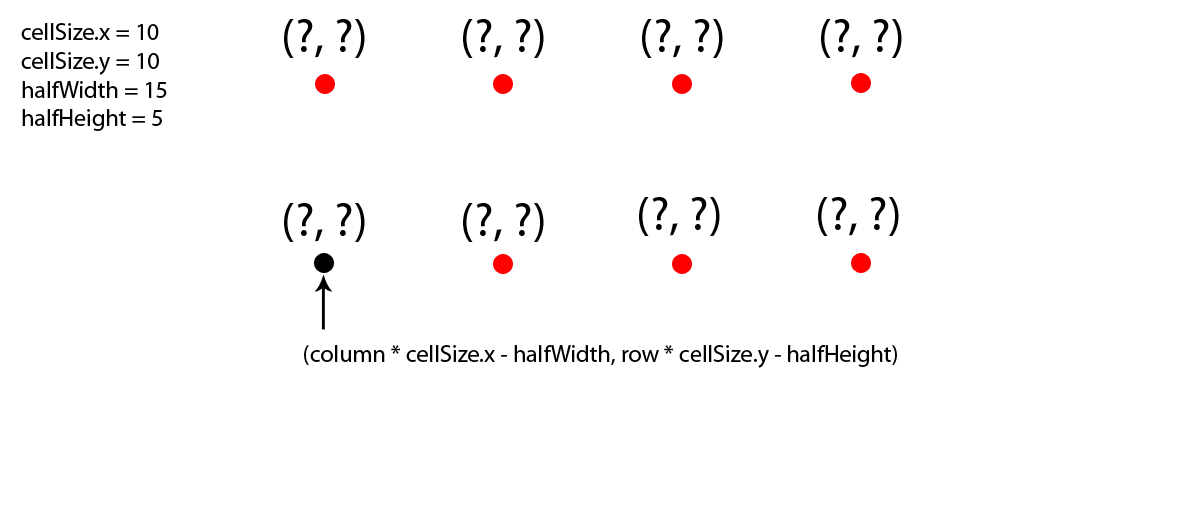 cellSize.x = 10
cellSize.y = 10
halfWidth = 15
halfHeight = 5
(?, ?) (?, ?) (?, ?) (?, ?)
(?, ?) (?, ?) (?, ?) (?, ?)
(column * cellSize.x - halfWidth, row * cellSize.y - halfHeight)